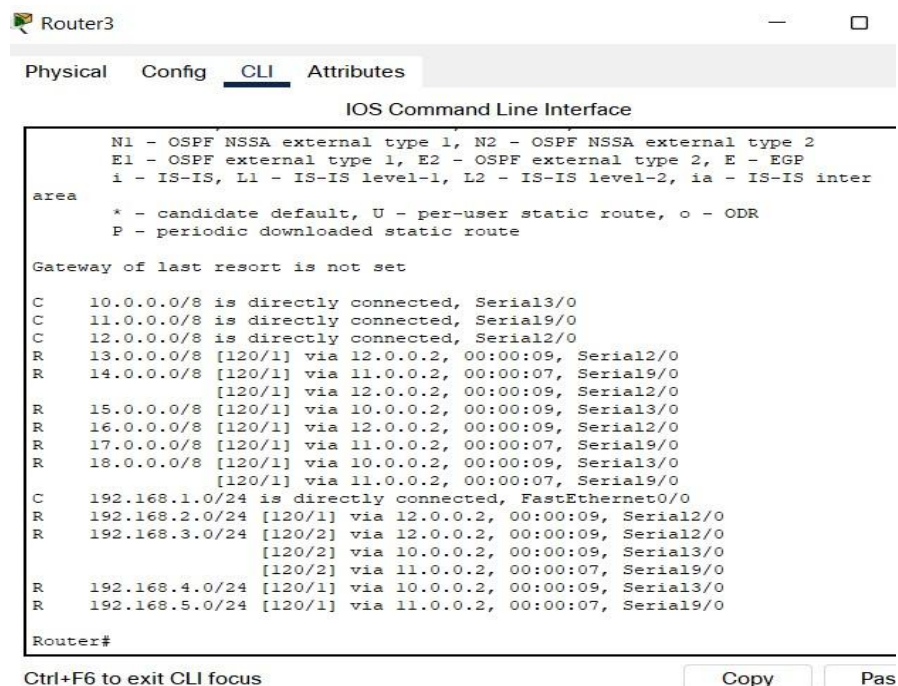 Router3
Physical Config CLI Attributes
IOS Command Line Interface
N1 - OSPF NSSA external type 1, N2 - OSPF NSSA external type 2
E1 - OSPF external type 1, E2 - OSPF external type 2, E - EGP
i - IS-IS, L1 - IS-IS level-1, L2 - IS-IS level-2, ia - IS-IS inter
area
* - candidate default, U - per-user static route, o - ODR
P - periodic downloaded static route
Gateway of last resort is not set
C 10.0.0.0/8 is directly connected, Serial3/0
C 11.0.0.0/8 is directly connected, Serial9/0
C 12.0.0.0/8 is directly connected, Serial2/0
R 13.0.0.0/8 [120/1] via 12.0.0.2, 00:00:09, Serial2/0
R 14.0.0.0/8 [120/1] via 11.0.0.2, 00:00:07, Serial9/0
[120/1] via 12.0.0.2, 00:00:09, Serial2/0
R 15.0.0.0/8 [120/1] via 10.0.0.2, 00:00:09, Serial3/0
R 16.0.0.0/8 [120/1] via 12.0.0.2, 00:00:09, Serial2/0
R 17.0.0.0/8 [120/1] via 11.0.0.2, 00:00:07, Serial9/0
R 18.0.0.0/8 [120/1] via 10.0.0.2, 00:00:09, Serial3/0
[120/1] via 11.0.0.2, 00:00:07, Serial9/0
C 192.168.1.0/24 is directly connected, FastEthernet0/0
R 192.168.2.0/24 [120/1] via 12.0.0.2, 00:00:09, Serial2/0
R 192.168.3.0/24 [120/2] via 12.0.0.2, 00:00:09, Serial2/0
[120/2] via 10.0.0.2, 00:00:09, Serial3/0
[120/2] via 11.0.0.2, 00:00:07, Serial9/0
R 192.168.4.0/24 [120/1] via 10.0.0.2, 00:00:09, Serial3/0
R 192.168.5.0/24 [120/1] via 11.0.0.2, 00:00:07, Serial9/0
Router#
Ctrl+F6 to exit CLI focus Copy Pas